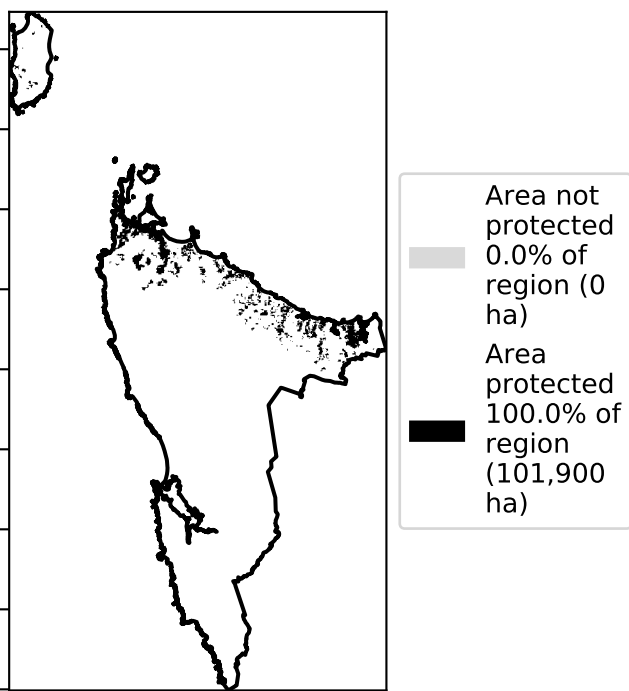 Area not
protected
0.0% of
region (0
ha)
Area
protected
100.0% of
region
(101,900
ha)